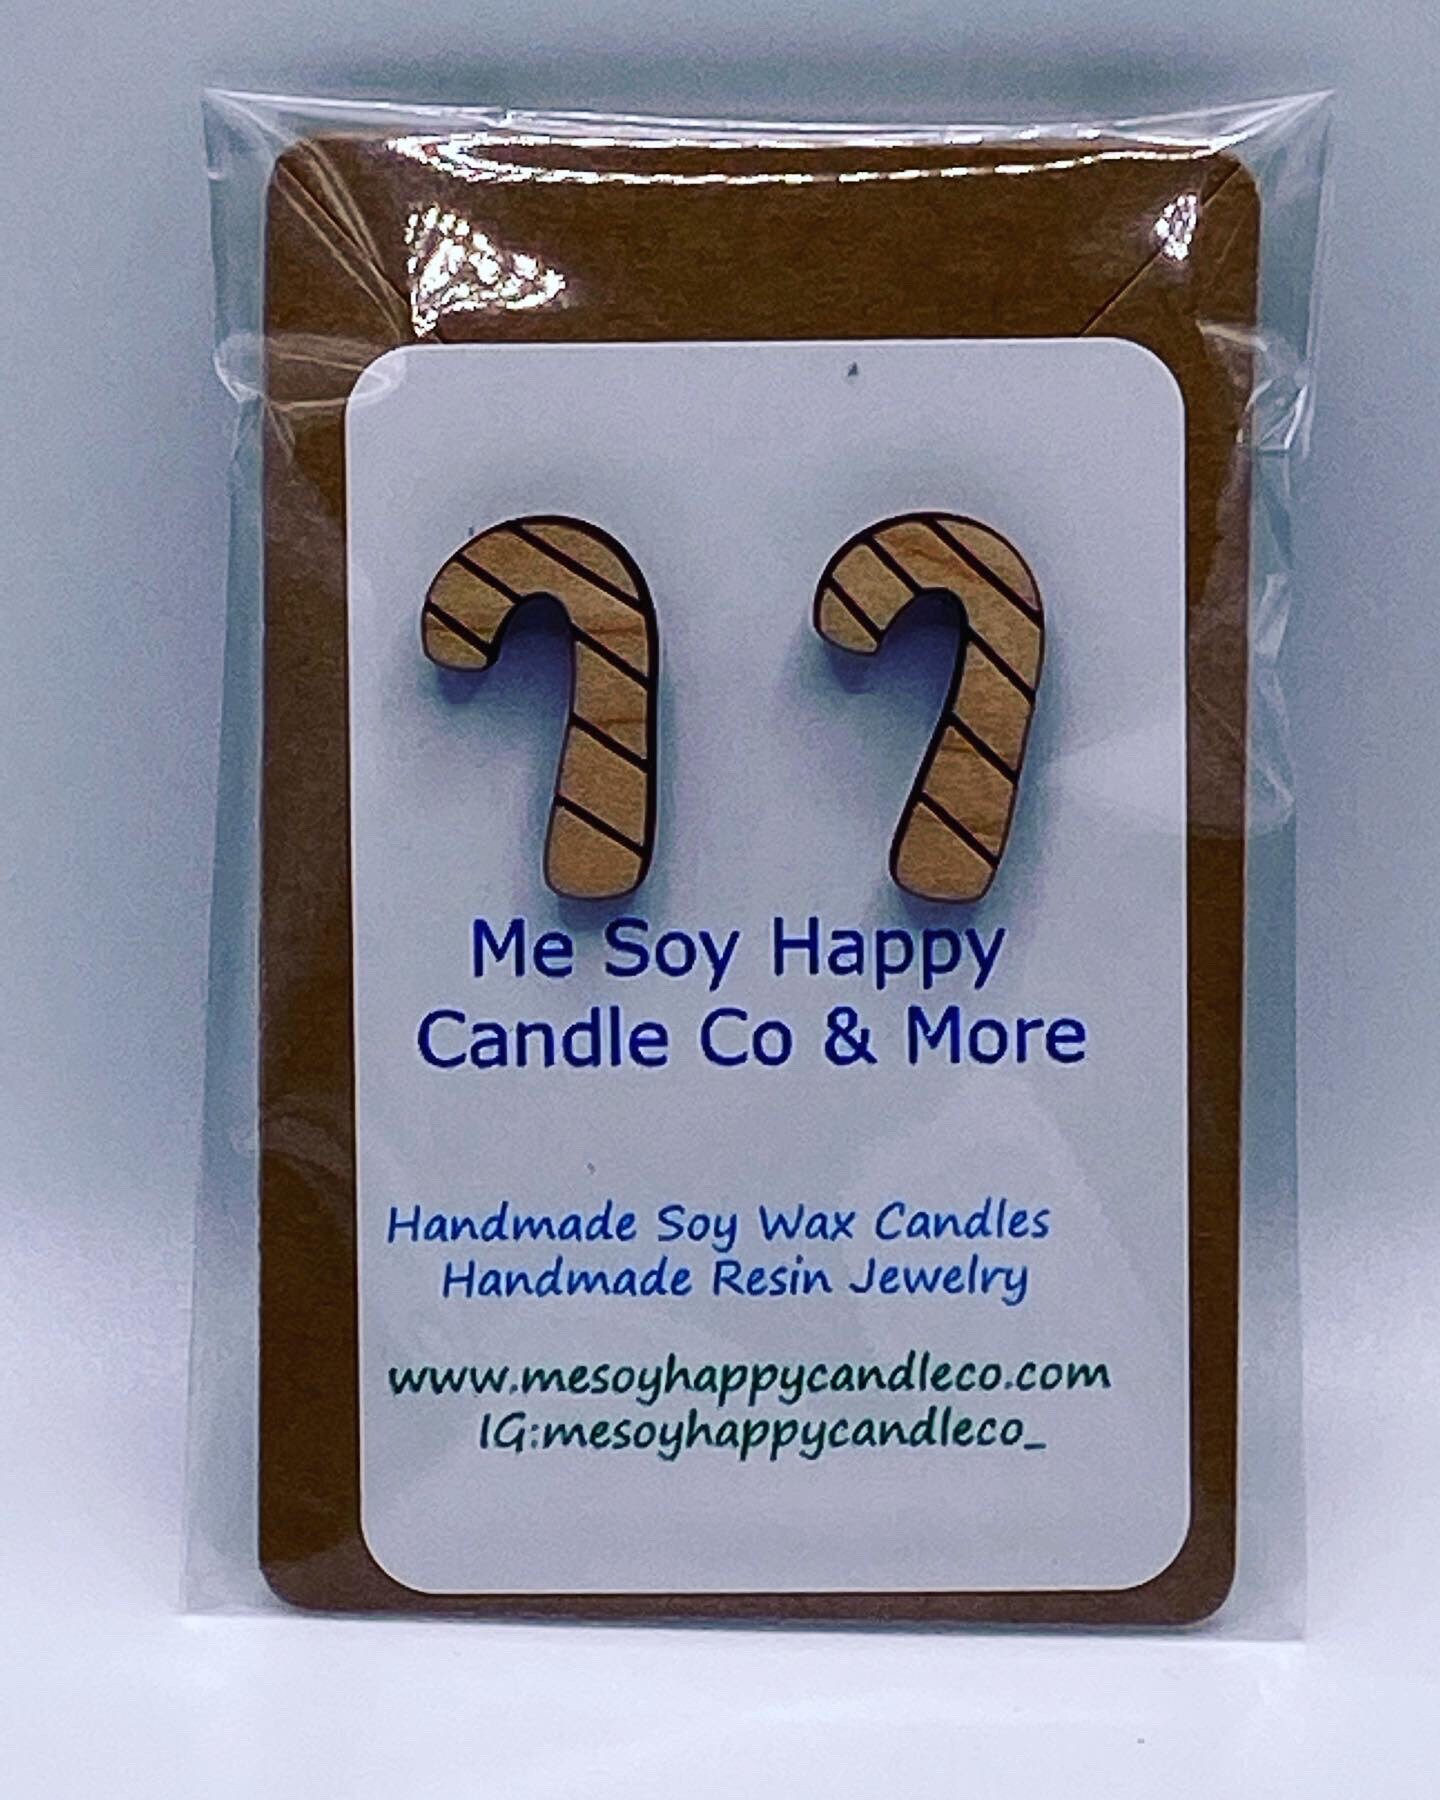 Me Soy Happy
Candle Co & More
Handmade Soy Wax Candles
Handmade Resin Jewelry
www.mesoyhappycandleco.com
IG:mesoyhappycandleco_